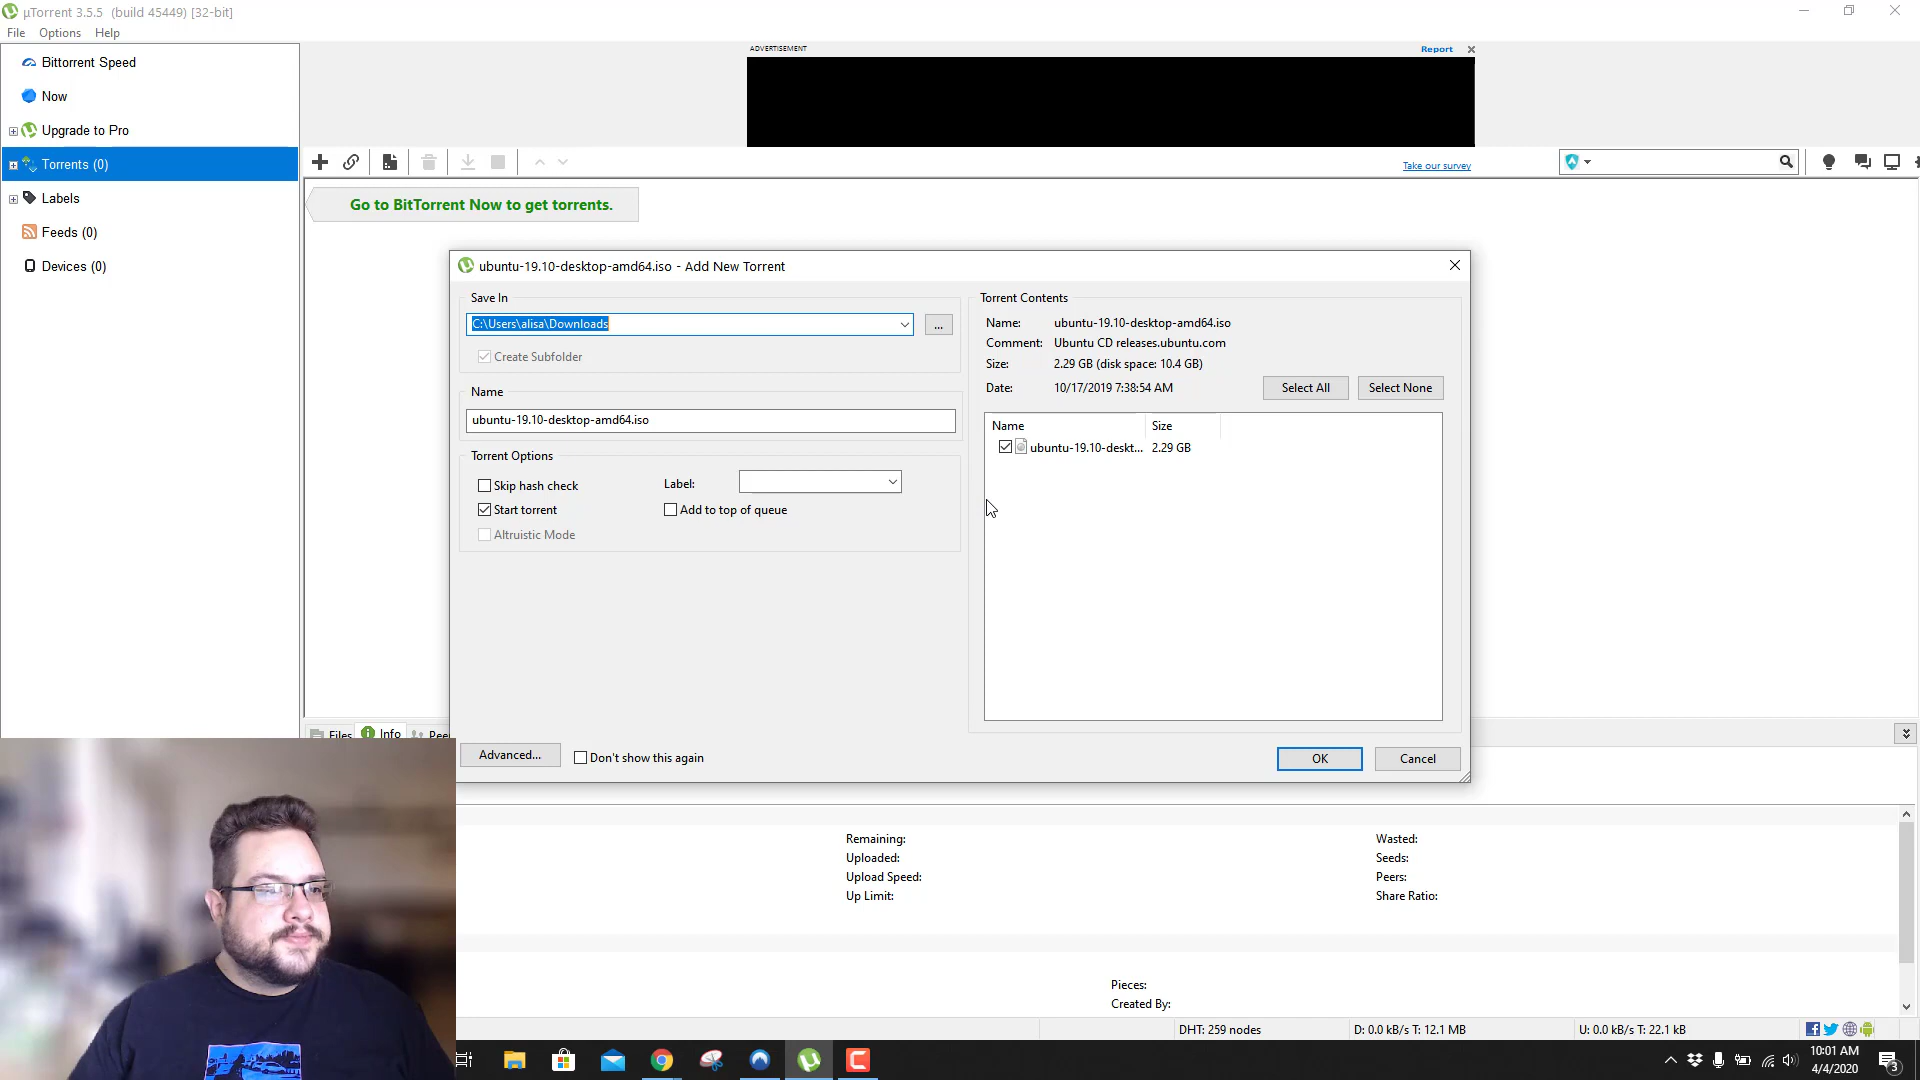 µTorrent 3.5.5 (build 45449) [32-bit]
File Options Help
Bittorrent Speed
Now
Upgrade to Pro
Torrents (0)
Labels
Feeds (0)
Devices (0)
ADVERTISEMENT
Report
Take our survey
Go to BitTorrent Now to get torrents.
ubuntu-19.10-desktop-amd64.iso - Add New Torrent
Save In
C:\Users\alisa\Downloads
...
Create Subfolder
Name
ubuntu-19.10-desktop-amd64.iso
Torrent Options
Skip hash check
Label:
Start torrent
Add to top of queue
Altruistic Mode
Advanced...
Don't show this again
Torrent Contents
Name: ubuntu-19.10-desktop-amd64.iso
Comment: Ubuntu CD releases.ubuntu.com
Size: 2.29 GB (disk space: 10.4 GB)
Date: 10/17/2019 7:38:54 AM
Select All
Select None
Name Size
ubuntu-19.10-deskt... 2.29 GB
OK
Cancel
Files Info Pee
Remaining:
Uploaded:
Upload Speed:
Up Limit:
Wasted:
Seeds:
Peers:
Share Ratio:
Pieces:
Created By:
DHT: 259 nodes
D: 0.0 kB/s T: 12.1 MB
U: 0.0 kB/s T: 22.1 kB
10:01 AM
4/4/2020
3